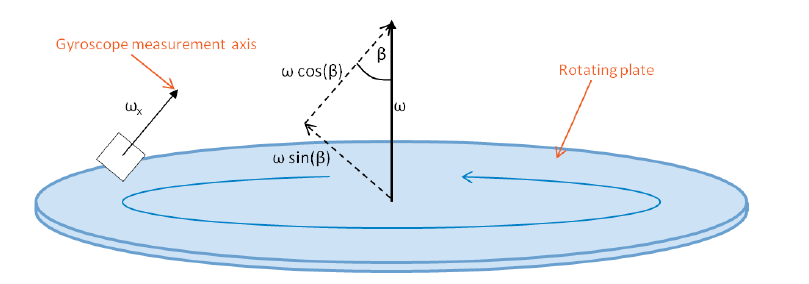 Gyroscope measurement axis
Rotating plate
β
ω cos(β)
ωₓ
ω
ω sin(β)